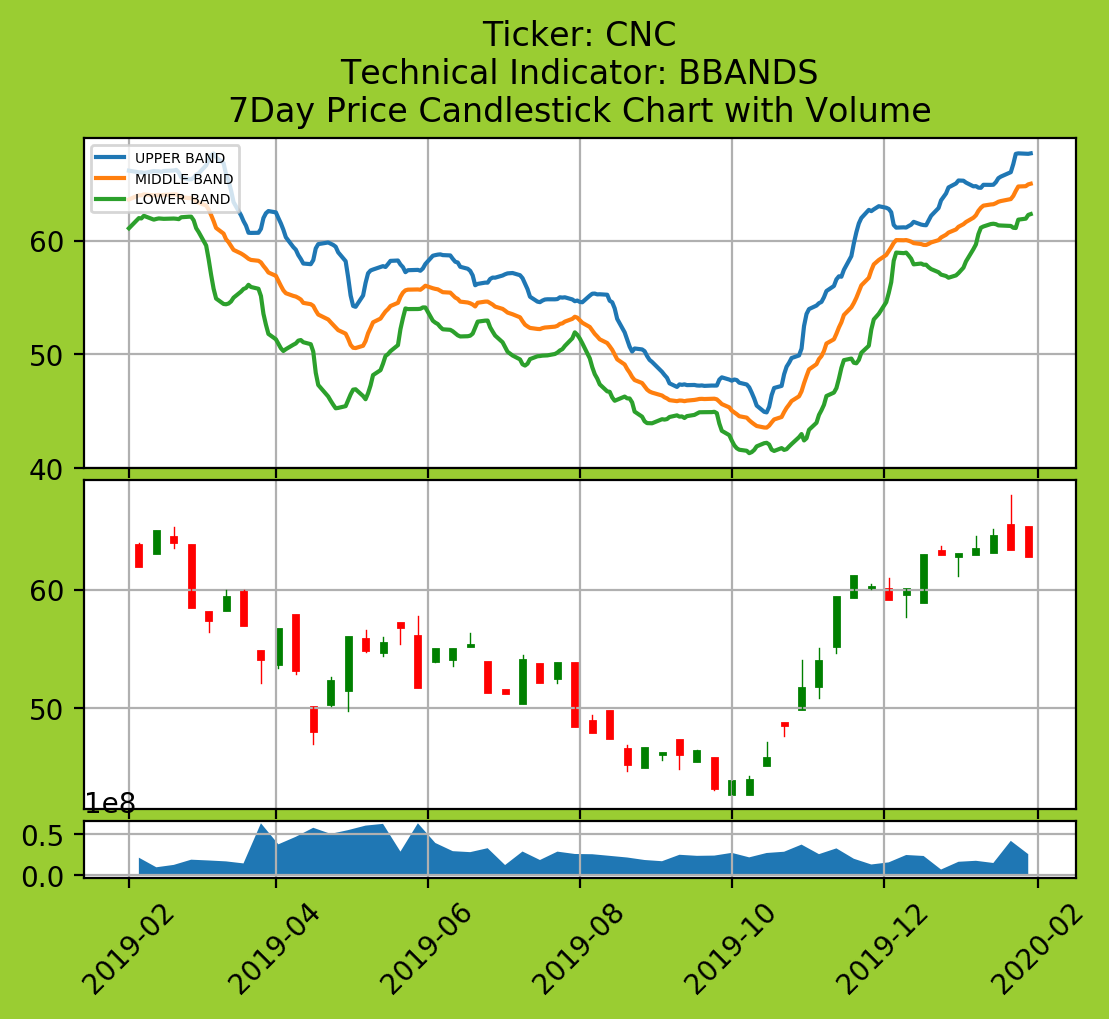 Ticker: CNC
Technical Indicator: BBANDS
7Day Price Candlestick Chart with Volume
UPPER BAND
MIDDLE BAND
LOWER BAND
60
50
40
60
50
1e8
0.5
0.0
2019-02
2019-04
2019-06
2019-08
2019-10
2019-12
2020-02